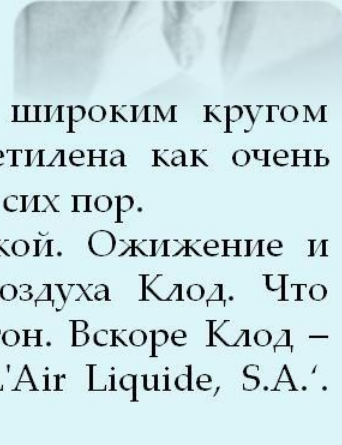 широким кругом
етилена как очень
сих пор.
кой. Ожижение и
оздуха Клод. Что
он. Вскоре Клод –
L'Air Liquide, S.A.‘.